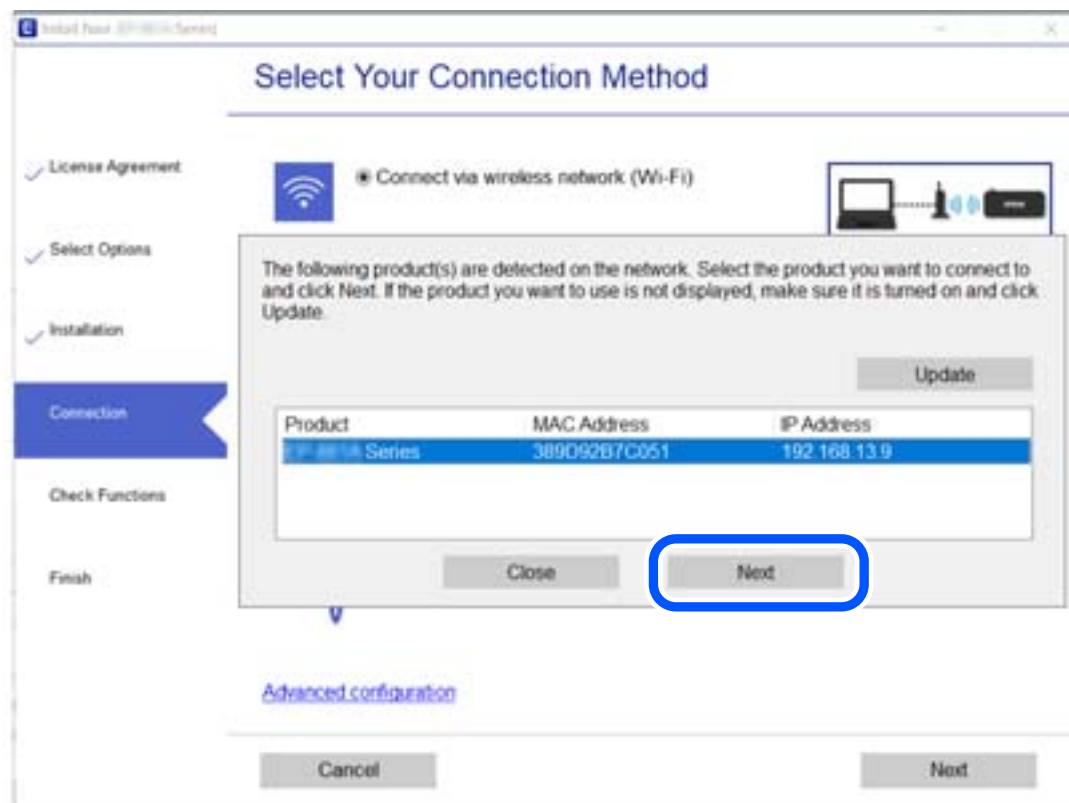 Series
Select Your Connection Method
License Agreement
Connect via wireless network (Wi-Fi)
Select Options
The following product(s) are detected on the network. Select the product you want to connect to
and click Next. If the product you want to use is not displayed, make sure it is turned on and click
Update.
Installation
Update
Connection
Product MAC Address IP Address
Series 389D92B7C051 192.168.13.9
Check Functions
Close Next
Finish
Advanced configuration
Cancel Next